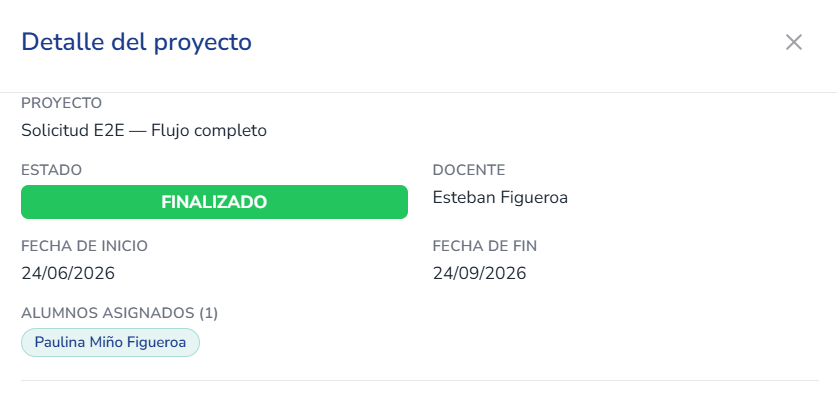 Detalle del proyecto
PROYECTO
Solicitud E2E — Flujo completo
ESTADO
DOCENTE
FINALIZADO
Esteban Figueroa
FECHA DE INICIO
FECHA DE FIN
24/06/2026
24/09/2026
ALUMNOS ASIGNADOS (1)
Paulina Miño Figueroa